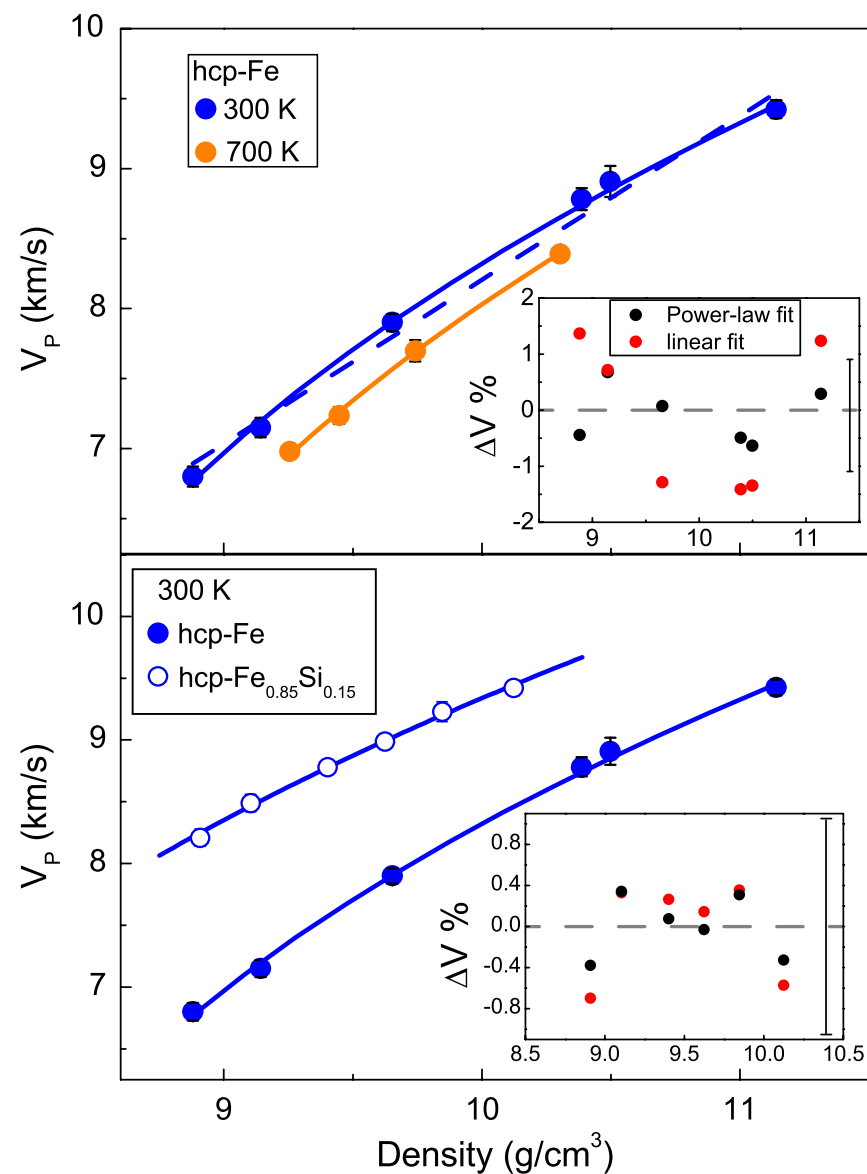 10
9
8
7
V_P (km/s)
hcp-Fe
300 K
700 K
2
1
0
-1
-2
ΔV %
Power-law fit
linear fit
9 10 11
10
9
8
7
V_P (km/s)
300 K
hcp-Fe
hcp-Fe_0.85Si_0.15
0.8
0.4
0.0
-0.4
-0.8
ΔV %
8.5 9.0 9.5 10.0 10.5
9 10 11
Density (g/cm³)